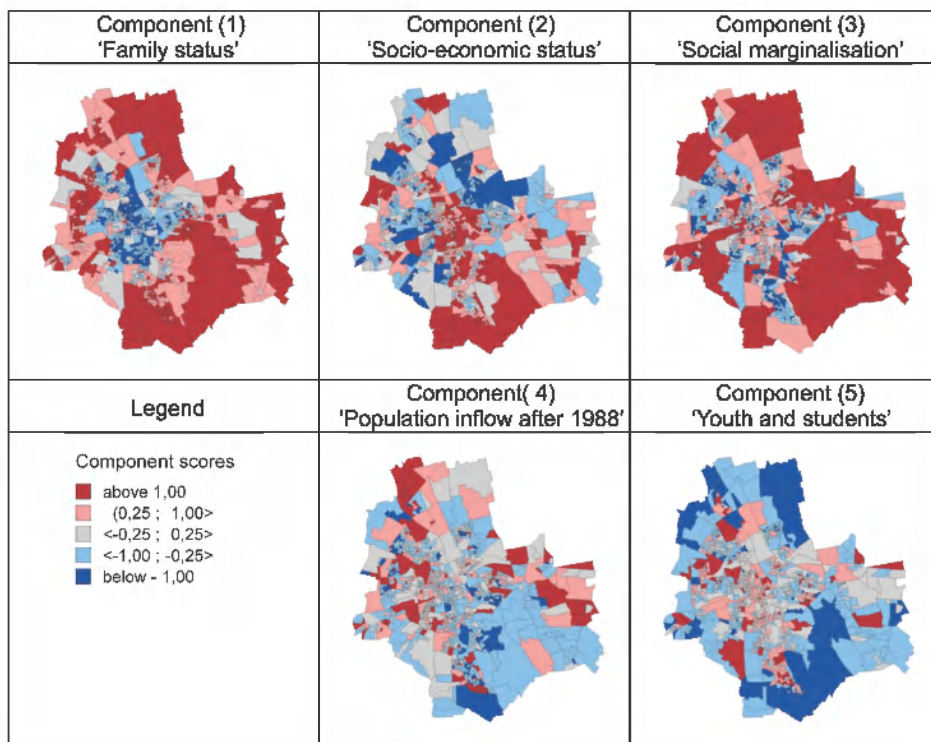 Component (1)
'Family status'
Component (2)
'Socio-economic status'
Component (3)
'Social marginalisation'
Legend
Component( 4)
'Population inflow after 1988'
Component (5)
'Youth and students'
Component scores
above 1,00
(0,25 ; 1,00>
<-0,25 ; 0,25>
<-1,00 ; -0,25>
below - 1,00